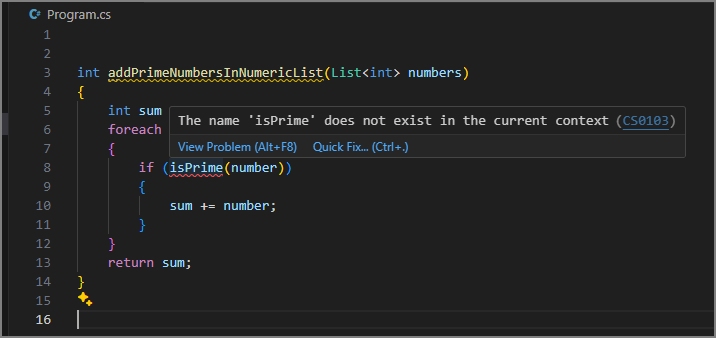 Program.cs
1
2
3 int addPrimeNumbersInNumericList(List<int> numbers)
4 {
5 int sum
The name 'isPrime' does not exist in the current context (CS0103)
6 foreach
View Problem (Alt+F8) Quick Fix... (Ctrl+.)
7 {
8 if (isPrime(number))
9 {
10 sum += number;
11 }
12 }
13 return sum;
14 }
15
16